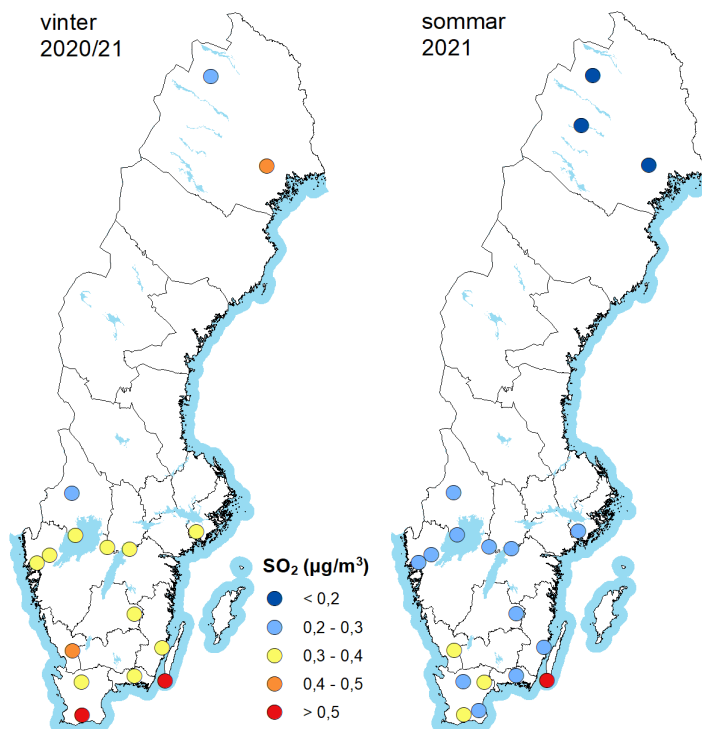 vinter
2020/21
sommar
2021
SO₂ (µg/m³)
< 0,2
0,2 - 0,3
0,3 - 0,4
0,4 - 0,5
> 0,5